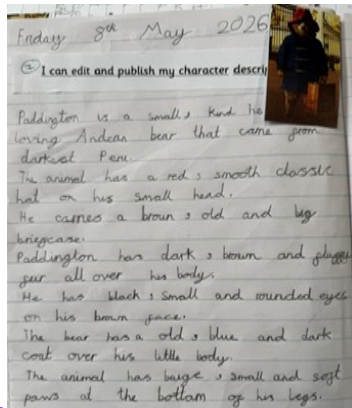 Friday 8th May 2026
I can edit and publish my character descri
Paddington is a small, kind he
loving Andean bear that came from
darkest Peru.
The animal has a red, smooth classic
hat on his small head.
He carries a broun, old and big
briefcase.
Paddington has dark, brown and fluffy
fur all over his body.
He has black, small and rounded eyes
on his brown face.
The bear has a old, blue and dark
coat over his little body.
The animal has baige, small and soft
paws at the bottom of his legs.